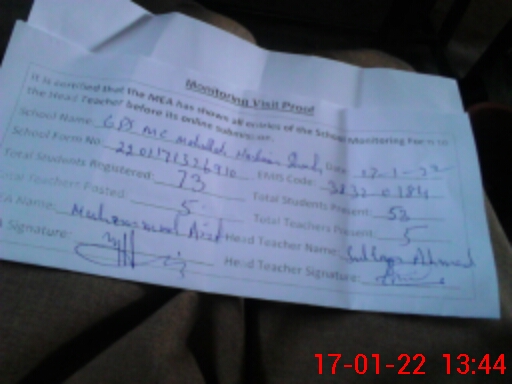 Monitoring Visit Proof
It is certified that the MEA has shown all entries of the School Monitoring Form to
the Head Teacher before its online submission.
School Name: GPS MC Mohallah Date: 17-1-22
School Form No: EMIS Code:
Total Students Registered: 73 Total Students Present: 53
Total Teachers Posted: 5 Total Teachers Present: 5
Name: Muhammad Head Teacher Name: Ahmed
Signature: Head Teacher Signature:
17-01-22 13:44